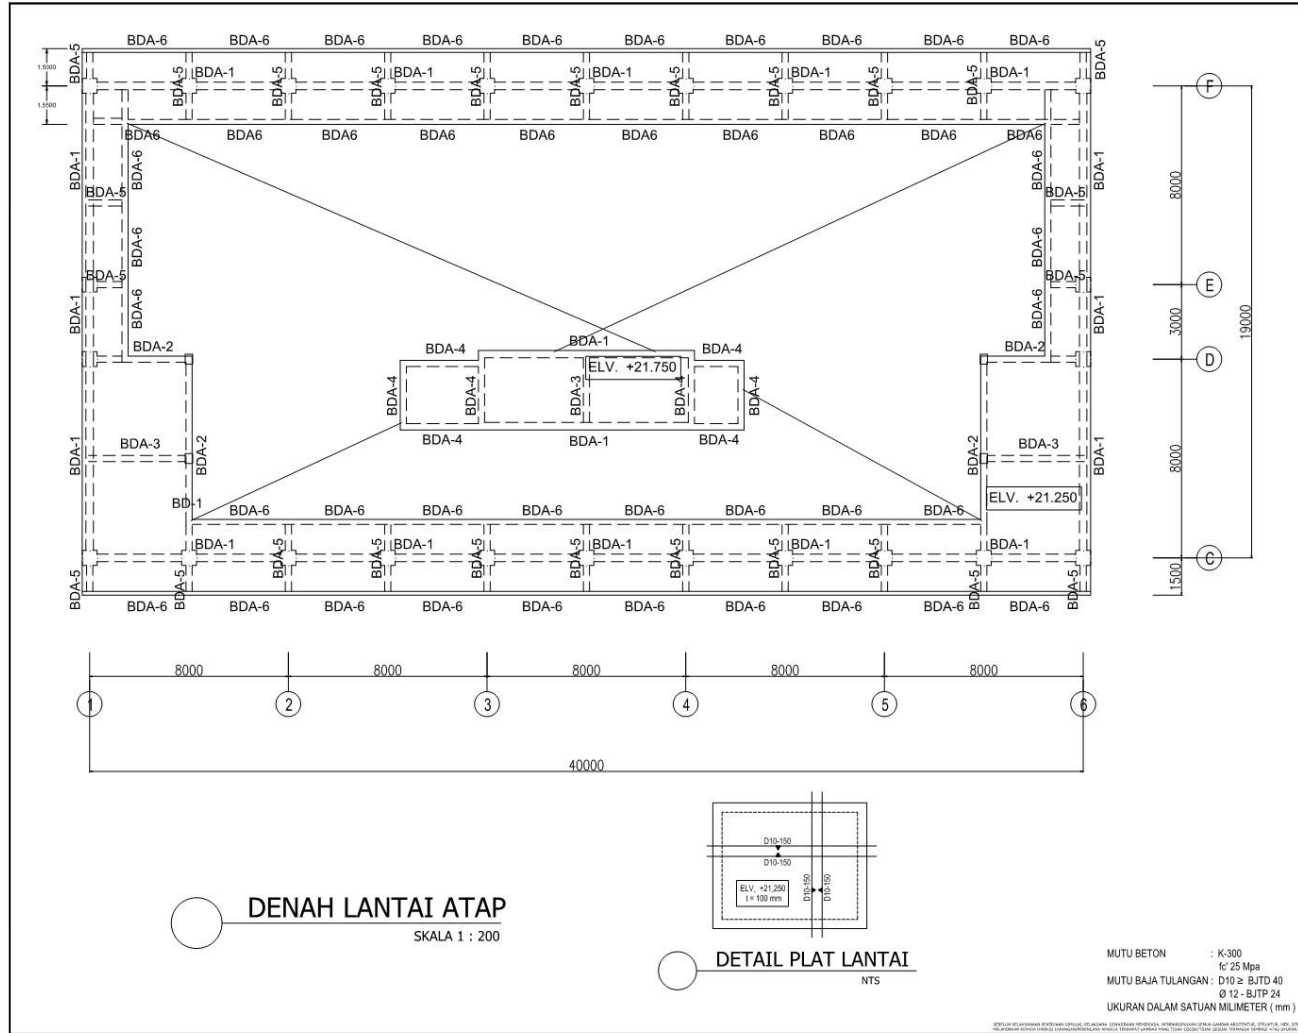 BDA-6 BDA-6 BDA-6 BDA-6 BDA-6 BDA-6 BDA-6 BDA-6 BDA-6 BDA-6
BDA-5 BDA-5
1.5000
BDA-5 BDA-1 BDA-5 BDA-5 BDA-1 BDA-5 BDA-5 BDA-1 BDA-5 BDA-5 BDA-1 BDA-5 BDA-5 BDA-1
F
1.5500
BDA6 BDA6 BDA6 BDA6 BDA6 BDA6 BDA6 BDA6 BDA6 BDA6
BDA-1 BDA-6 BDA-6 BDA-1
8000
BDA-5 BDA-5
BDA-6 BDA-6
BDA-5 BDA-5
E
BDA-1 BDA-6 BDA-6 BDA-1
3000
19000
BDA-2 BDA-4 BDA-1 BDA-4 BDA-2
D
ELV. +21.750
BDA-4 BDA-4 BDA-3 BDA-4 BDA-4
BDA-4 BDA-1 BDA-4
BDA-1 BDA-3 BDA-2 BDA-2 BDA-3 BDA-1
8000
ELV. +21.250
BD-1
BDA-6 BDA-6 BDA-6 BDA-6 BDA-6 BDA-6 BDA-6 BDA-6
BDA-1 BDA-5 BDA-5 BDA-1 BDA-5 BDA-5 BDA-1 BDA-5 BDA-5 BDA-1 BDA-5 BDA-1
C
BDA-5 BDA-5 BDA-5 BDA-5
1500
BDA-6 BDA-6 BDA-6 BDA-6 BDA-6 BDA-6 BDA-6 BDA-6 BDA-6 BDA-6
8000 8000 8000 8000 8000
1 2 3 4 5 6
40000
DENAH LANTAI ATAP
SKALA 1 : 200
D10-150
D10-150
D10-150 D10-150
ELV. +21,250
t = 100 mm
DETAIL PLAT LANTAI
NTS
MUTU BETON : K-300
fc' 25 Mpa
MUTU BAJA TULANGAN : D10 ≥ BJTD 40
Ø 12 - BJTP 24
UKURAN DALAM SATUAN MILIMETER ( mm )